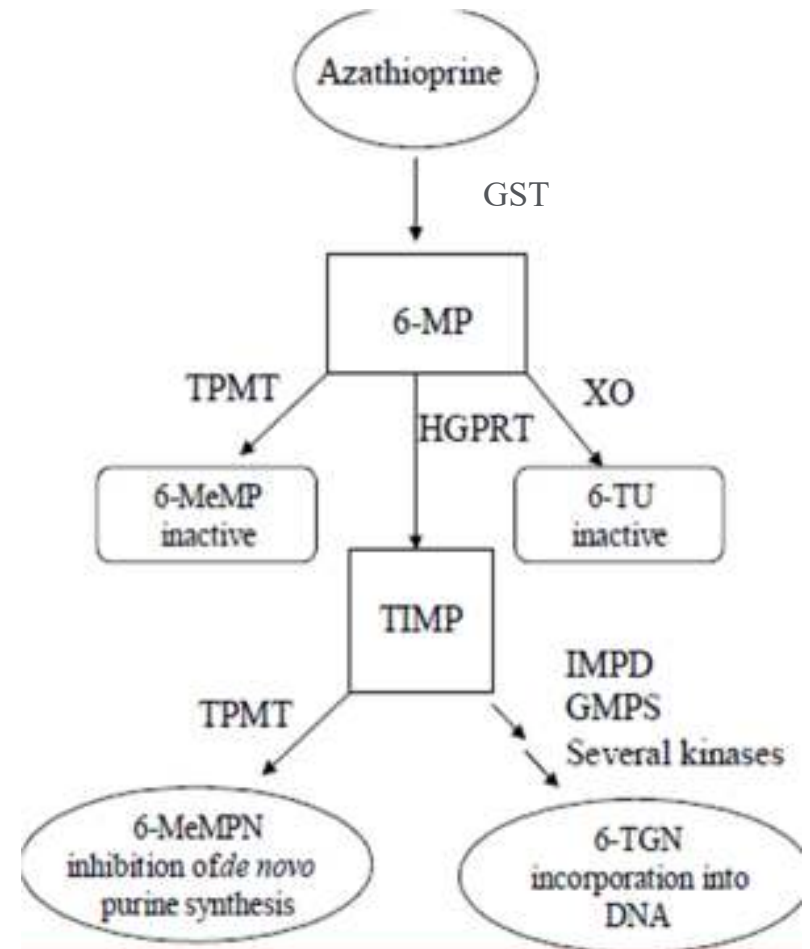 Azathioprine
GST
6-MP
TPMT
XO
HGPRT
6-MeMP
inactive
6-TU
inactive
TIMP
IMPD
GMPS
Several kinases
TPMT
6-MeMPN
inhibition of de novo
purine synthesis
6-TGN
incorporation into
DNA